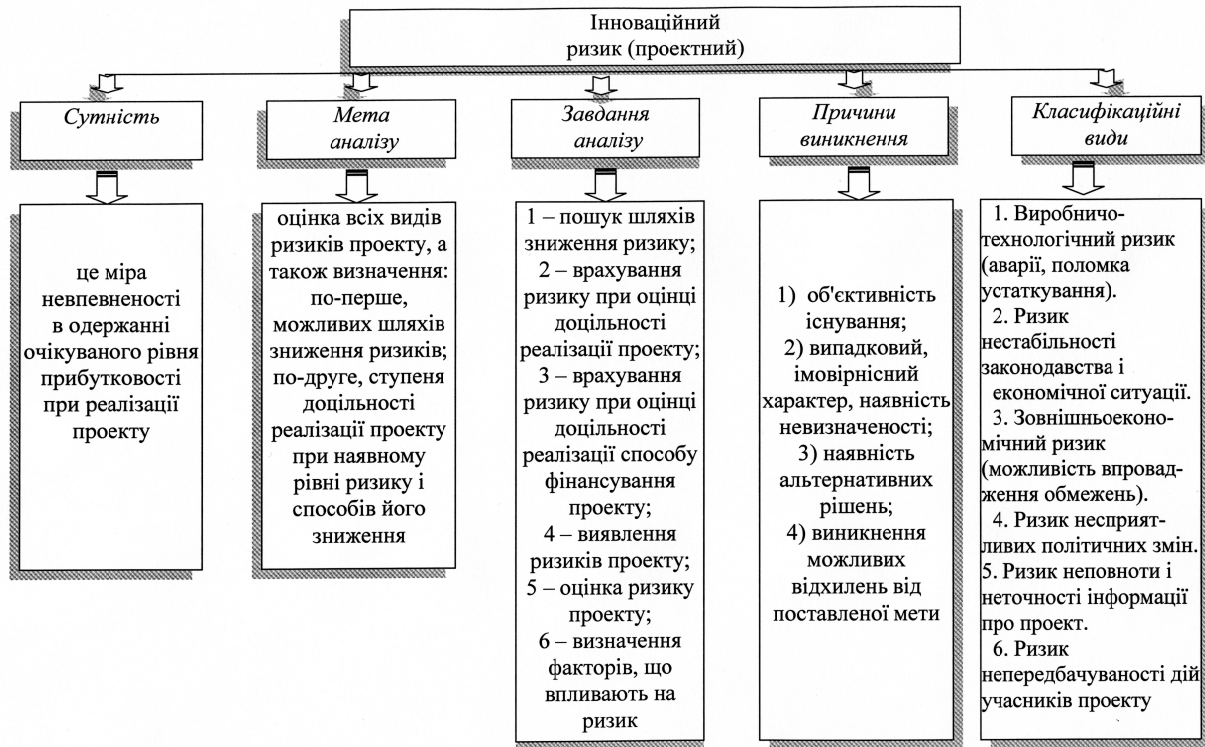 Інноваційний
ризик (проектний)
Сутність
Мета
аналізу
Завдання
аналізу
Причини
виникнення
Класифікаційні
види
це міра
невпевненості
в одержанні
очікуваного рівня
прибутковості
при реалізації
проекту
оцінка всіх видів
ризиків проекту, а
також визначення:
по-перше,
можливих шляхів
зниження ризиків;
по-друге, ступеня
доцільності
реалізації проекту
при наявному
рівні ризику і
способів його
зниження
1 – пошук шляхів
зниження ризику;
2 – врахування
ризику при оцінці
доцільності
реалізації проекту;
3 – врахування
ризику при оцінці
доцільності
реалізації способу
фінансування
проекту;
4 – виявлення
ризиків проекту;
5 – оцінка ризику
проекту;
6 – визначення
факторів, що
впливають на
ризик
1) об'єктивність
існування;
2) випадковий,
імовірнісний
характер, наявність
невизначеності;
3) наявність
альтернативних
рішень;
4) виникнення
можливих
відхилень від
поставленої мети
1. Виробничо-
технологічний ризик
(аварії, поломка
устаткування).
2. Ризик
нестабільності
законодавства і
економічної ситуації.
3. Зовнішньоеконо-
мічний ризик
(можливість впровад-
ження обмежень).
4. Ризик несприят-
ливих політичних змін.
5. Ризик неповноти і
неточності інформації
про проект.
6. Ризик
непередбачуваності дій
учасників проекту